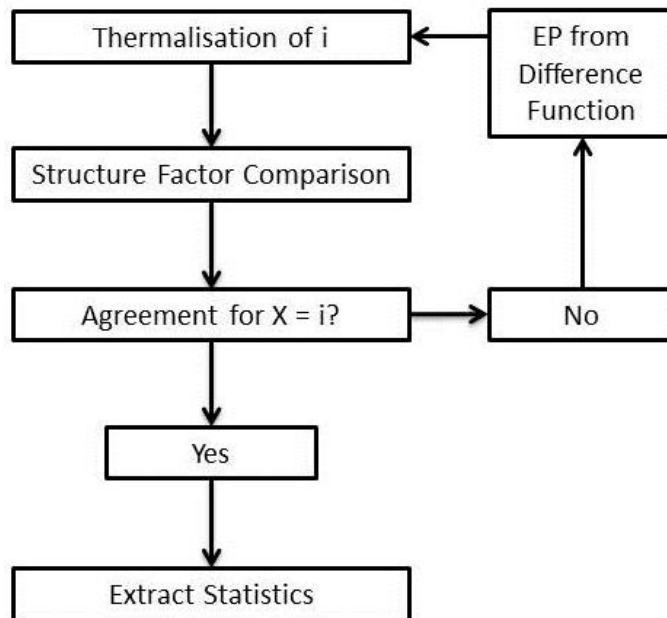 Thermalisation of i
EP from
Difference
Function
Structure Factor Comparison
Agreement for X = i?
No
Yes
Extract Statistics